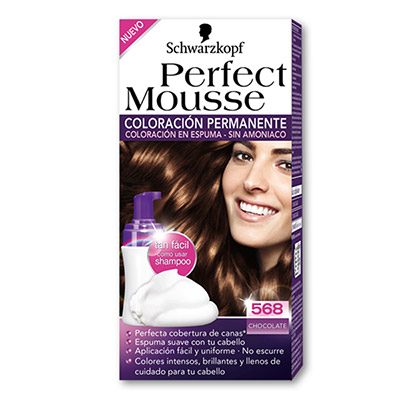 NUEVO
Schwarzkopf
Perfect
Mousse
COLORACIÓN PERMANENTE
COLORACIÓN EN ESPUMA - SIN AMONIACO
tan fácil
como usar
shampoo
568
CHOCOLATE
• Perfecta cobertura de canas*
• Espuma suave con tu cabello
• Aplicación fácil y uniforme - No escurre
• Colores intensos, brillantes y llenos de
cuidado para tu cabello